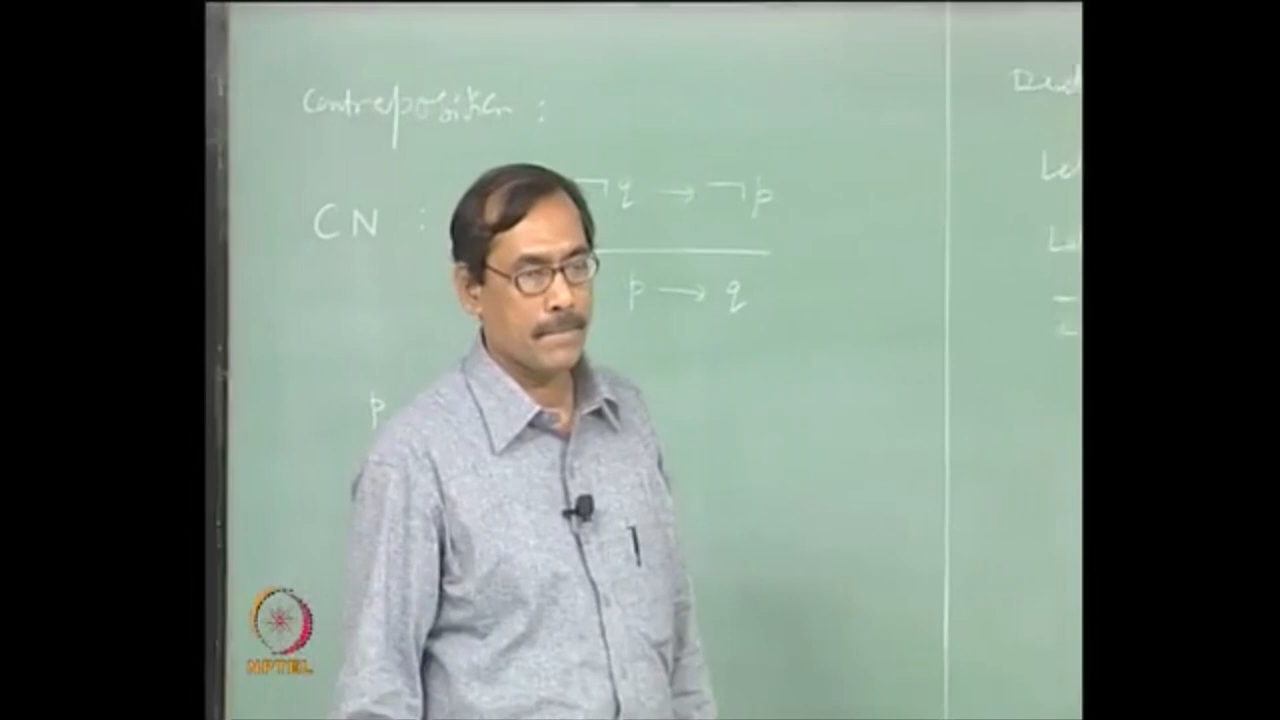 Contraposition :
CN : ¬q → ¬p
p → q
p
NPTEL